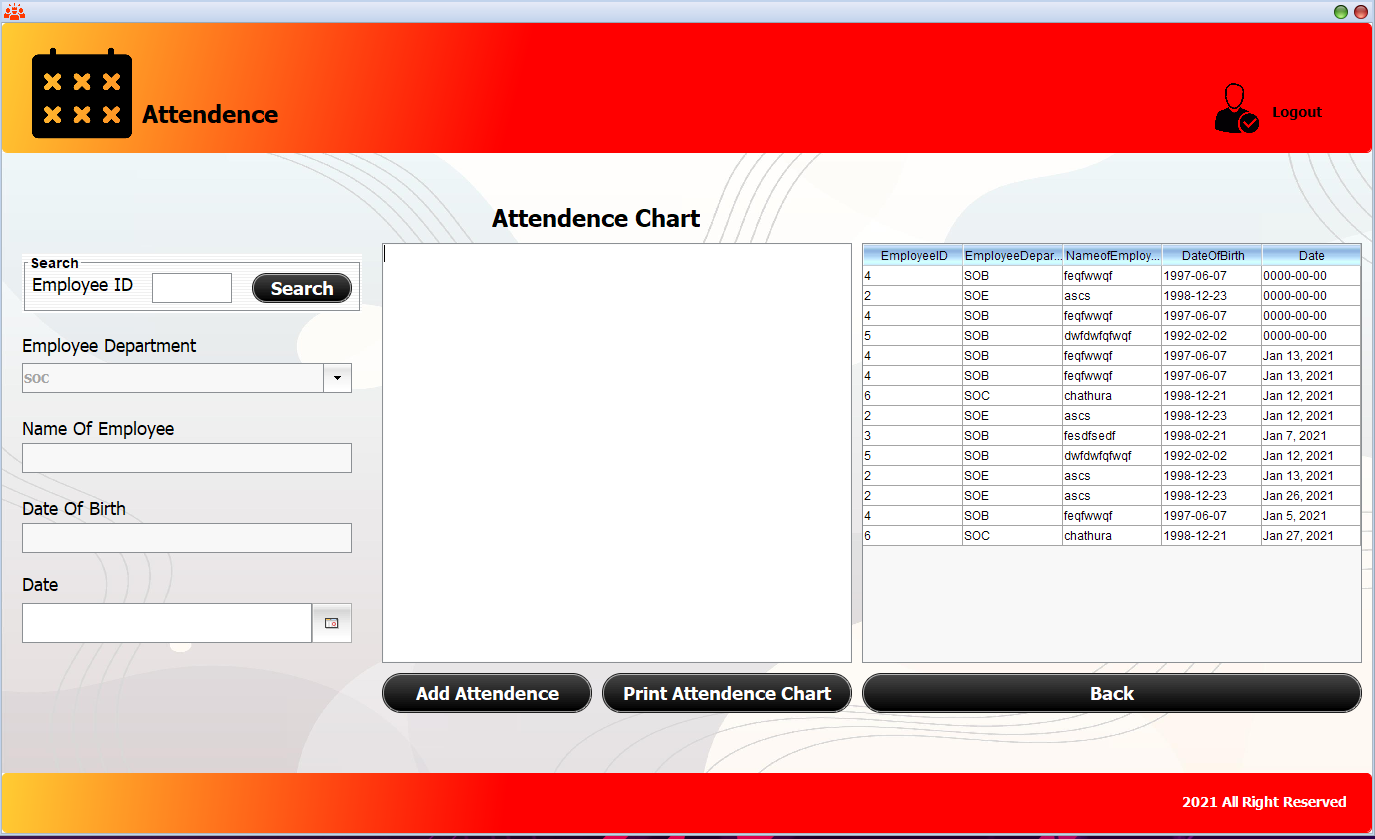 Attendence
Logout
Attendence Chart
Search
Employee ID
Search
Employee Department
SOC
Name Of Employee
Date Of Birth
Date
EmployeeID EmployeeDepar... NameofEmploy... DateOfBirth Date
4 SOB feqfwwqf 1997-06-07 0000-00-00
2 SOE ascs 1998-12-23 0000-00-00
4 SOB feqfwwqf 1997-06-07 0000-00-00
5 SOB dwfdwfqfwqf 1992-02-02 0000-00-00
4 SOB feqfwwqf 1997-06-07 Jan 13, 2021
4 SOB feqfwwqf 1997-06-07 Jan 13, 2021
6 SOC chathura 1998-12-21 Jan 12, 2021
2 SOE ascs 1998-12-23 Jan 12, 2021
3 SOB fesdfsedf 1998-02-21 Jan 7, 2021
5 SOB dwfdwfqfwqf 1992-02-02 Jan 12, 2021
2 SOE ascs 1998-12-23 Jan 13, 2021
2 SOE ascs 1998-12-23 Jan 26, 2021
4 SOB feqfwwqf 1997-06-07 Jan 5, 2021
6 SOC chathura 1998-12-21 Jan 27, 2021
Add Attendence
Print Attendence Chart
Back
2021 All Right Reserved